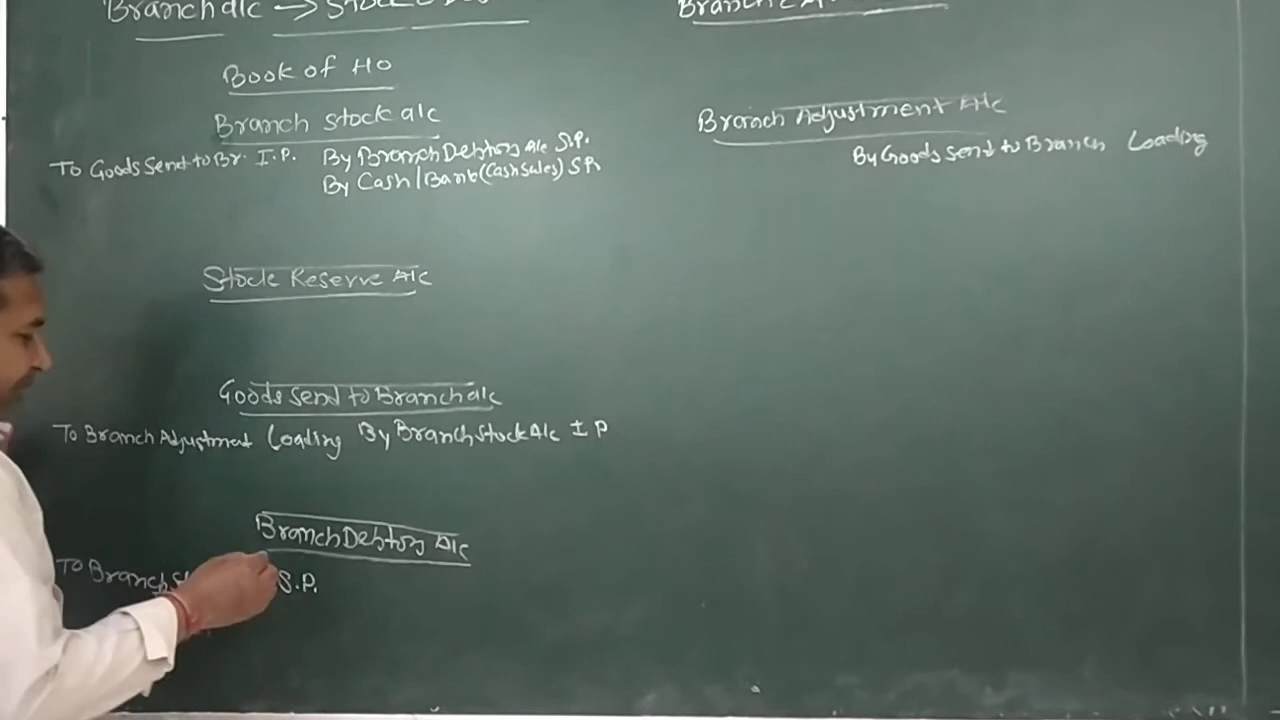 Branch a/c → Stock
Branch
Book of HO
Branch Stock a/c
To Goods Send to Br. I.P. By Branch Debtors A/c S.P.
By Cash/Bank (Cash Sales) S.P.
Branch Adjustment A/c
By Goods Send to Branch Loading
Stock Reserve A/c
Goods Send to Branch a/c
To Branch Adjustment Loading By Branch Stock A/c I P
Branch Debtors A/c
To Branch S.P.